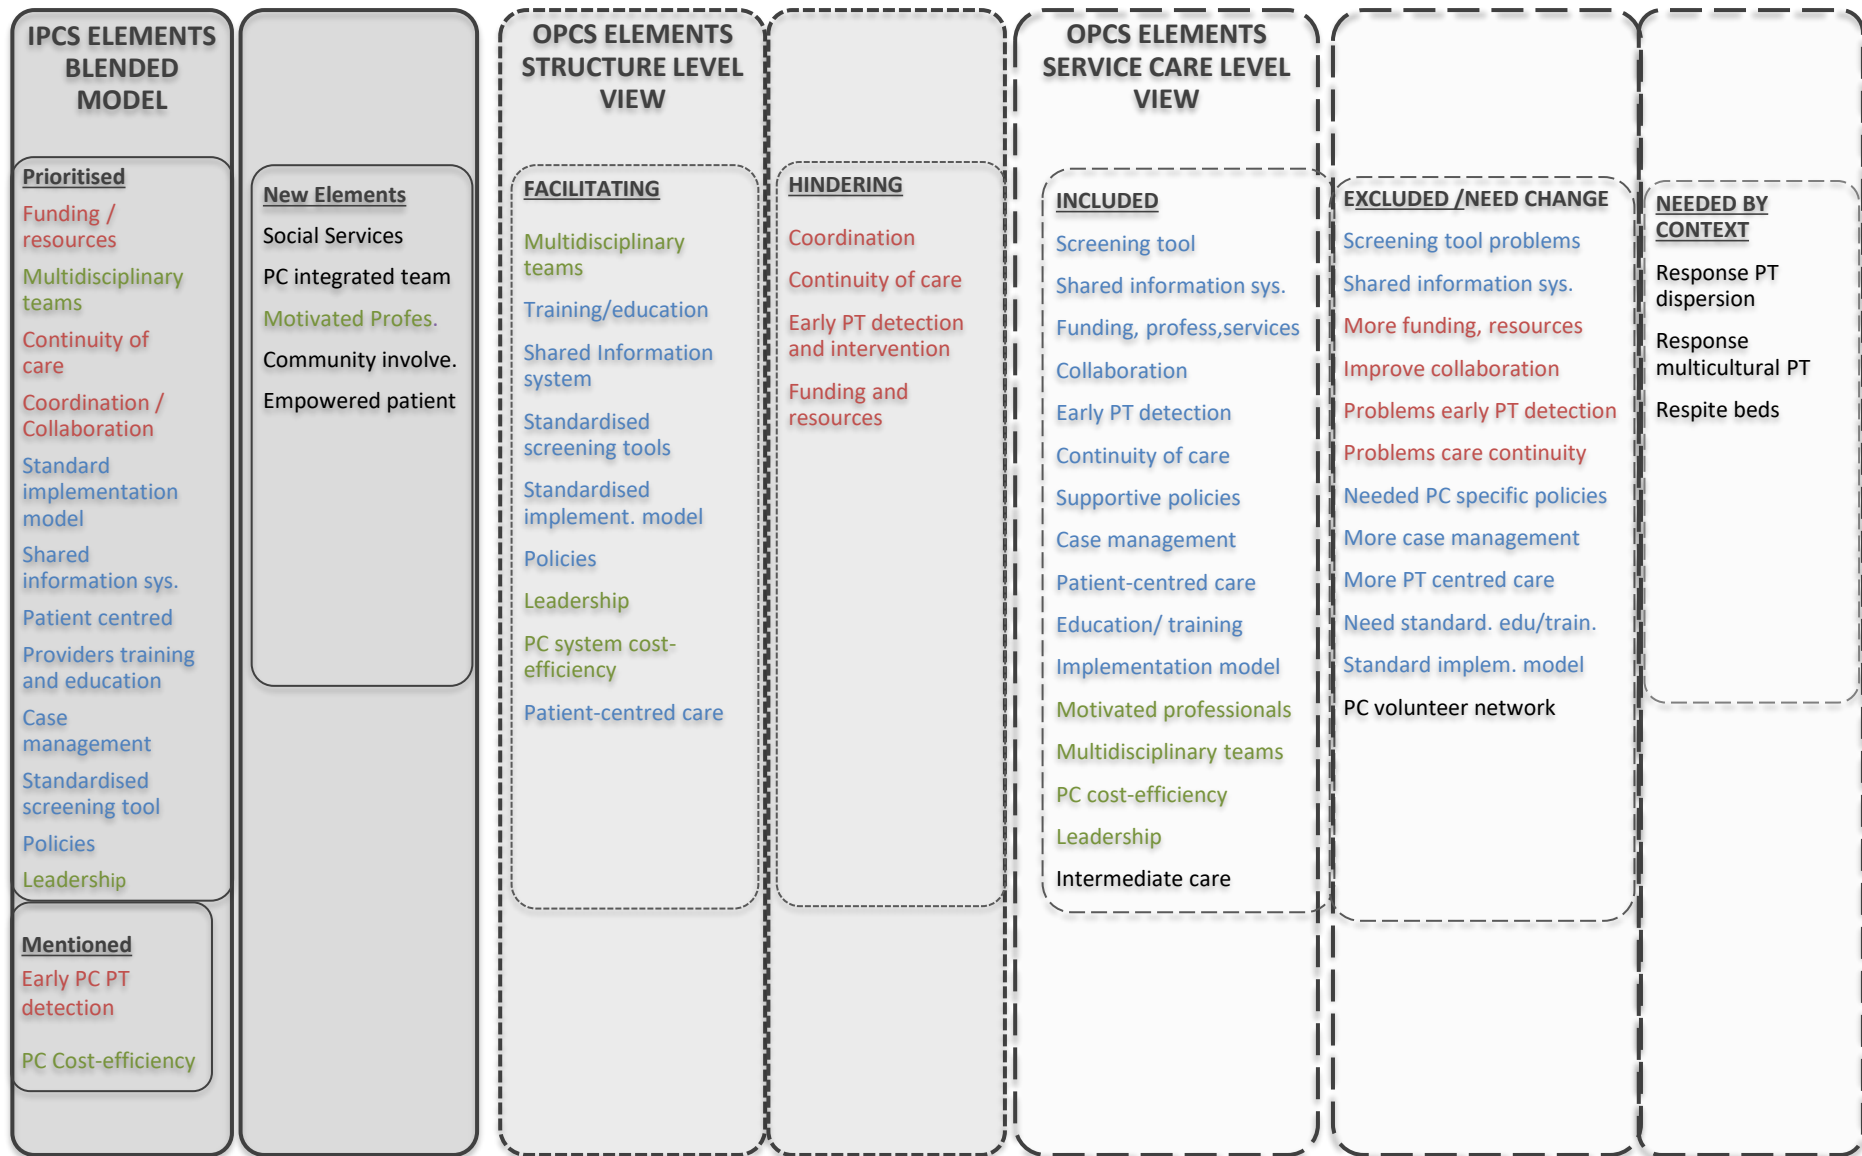 IPCS ELEMENTS
BLENDED
MODEL
Prioritised
Funding /
resources
Multidisciplinary
teams
Continuity of
care
Coordination /
Collaboration
Standard
implementation
model
Shared
information sys.
Patient centred
Providers training
and education
Case
management
Standardised
screening tool
Policies
Leadership
Mentioned
Early PC PT
detection
PC Cost-efficiency
New Elements
Social Services
PC integrated team
Motivated Profes.
Community involve.
Empowered patient
OPCS ELEMENTS
STRUCTURE LEVEL
VIEW
FACILITATING
Multidisciplinary
teams
Training/education
Shared Information
system
Standardised
screening tools
Standardised
implement. model
Policies
Leadership
PC system cost-
efficiency
Patient-centred care
HINDERING
Coordination
Continuity of care
Early PT detection
and intervention
Funding and
resources
OPCS ELEMENTS
SERVICE CARE LEVEL
VIEW
INCLUDED
Screening tool
Shared information sys.
Funding, profess,services
Collaboration
Early PT detection
Continuity of care
Supportive policies
Case management
Patient-centred care
Education/ training
Implementation model
Motivated professionals
Multidisciplinary teams
PC cost-efficiency
Leadership
Intermediate care
EXCLUDED /NEED CHANGE
Screening tool problems
Shared information sys.
More funding, resources
Improve collaboration
Problems early PT detection
Problems care continuity
Needed PC specific policies
More case management
More PT centred care
Need standard. edu/train.
Standard implem. model
PC volunteer network
NEEDED BY
CONTEXT
Response PT
dispersion
Response
multicultural PT
Respite beds